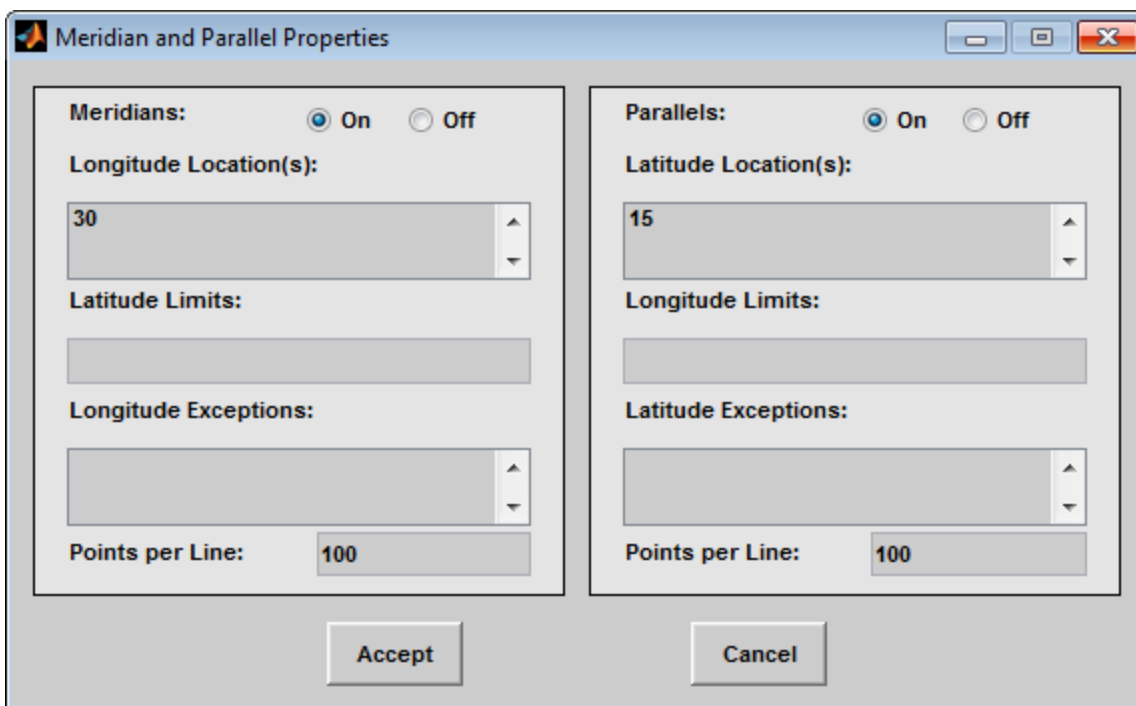 Meridian and Parallel Properties
Meridians: On Off
Longitude Location(s):
30
Latitude Limits:
Longitude Exceptions:
Points per Line: 100
Parallels: On Off
Latitude Location(s):
15
Longitude Limits:
Latitude Exceptions:
Points per Line: 100
Accept
Cancel